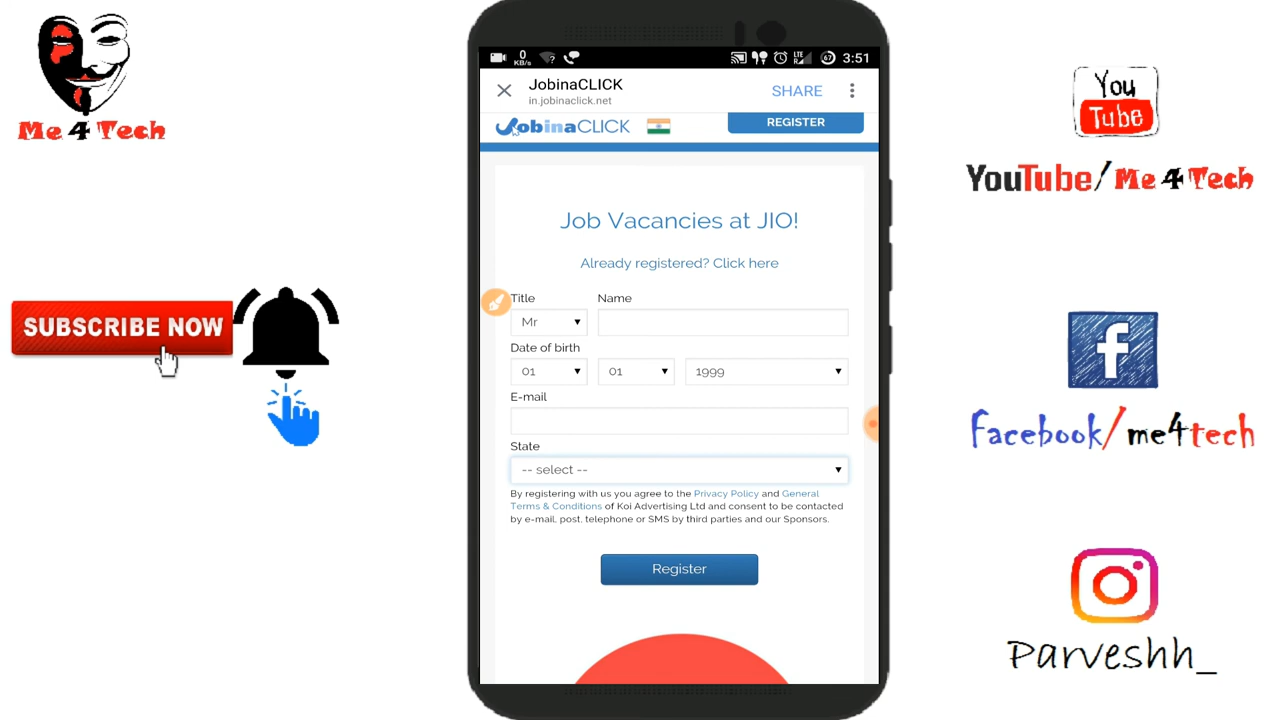 Me 4 Tech
SUBSCRIBE NOW
0
KB/s
?
LTE
R
67
3:51
JobinaCLICK
in.jobinaclick.net
SHARE
JobinaCLICK
REGISTER
Job Vacancies at JIO!
Already registered? Click here
Title
Name
Mr
Date of birth
01
01
1999
E-mail
State
-- select --
By registering with us you agree to the Privacy Policy and General
Terms & Conditions of Koi Advertising Ltd and consent to be contacted
by e-mail, post, telephone or SMS by third parties and our Sponsors.
Register
You
Tube
YouTube/Me 4 Tech
f
Facebook/me4tech
Parveshh_